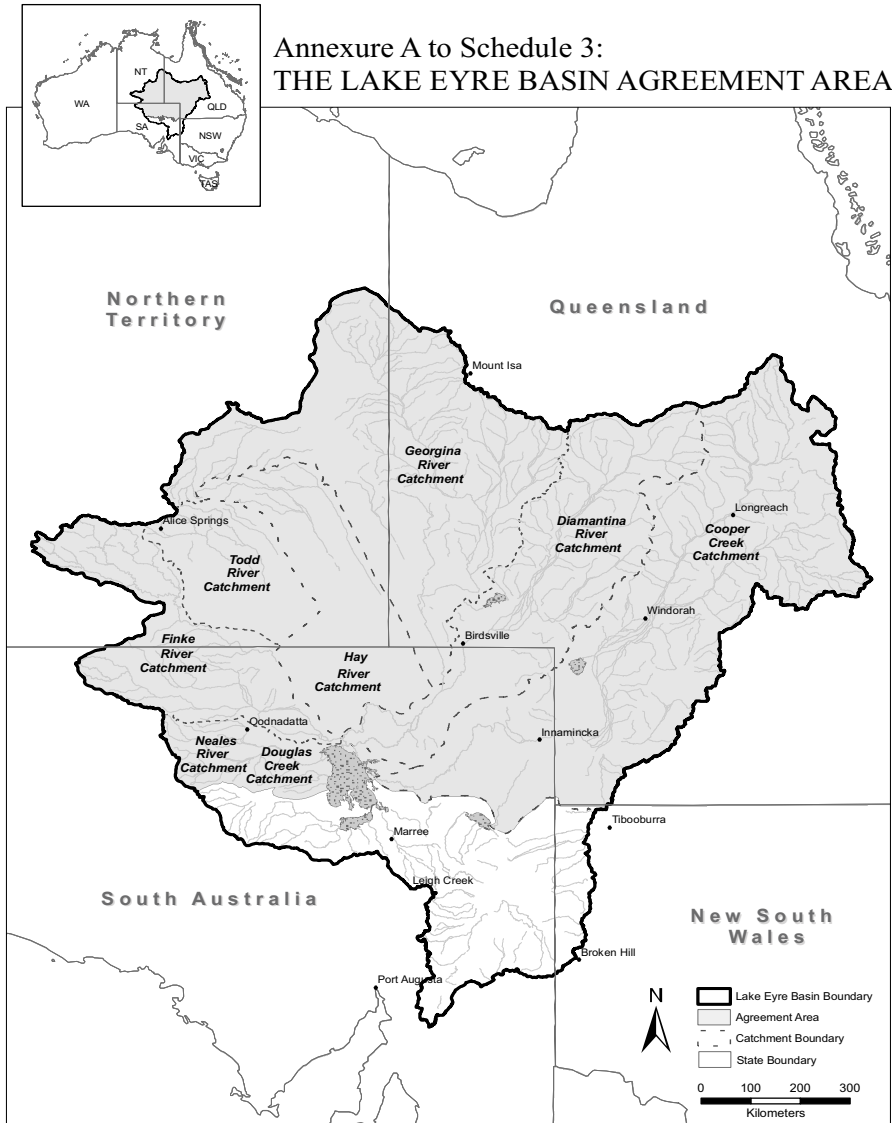 Annexure A to Schedule 3:
THE LAKE EYRE BASIN AGREEMENT AREA
NT
WA
QLD
SA
NSW
VIC
TAS
Northern
Territory
Queensland
Mount Isa
Georgina
River
Catchment
Longreach
Diamantina
River
Catchment
Cooper
Creek
Catchment
Alice Springs
Todd
River
Catchment
Windorah
Finke
River
Catchment
Birdsville
Hay
River
Catchment
Qodnadatta
Innamincka
Neales
River
Catchment
Douglas
Creek
Catchment
Tibooburra
Marree
Leigh Creek
South Australia
New South
Wales
Broken Hill
Port Augusta
N
Lake Eyre Basin Boundary
Agreement Area
Catchment Boundary
State Boundary
0 100 200 300
Kilometers